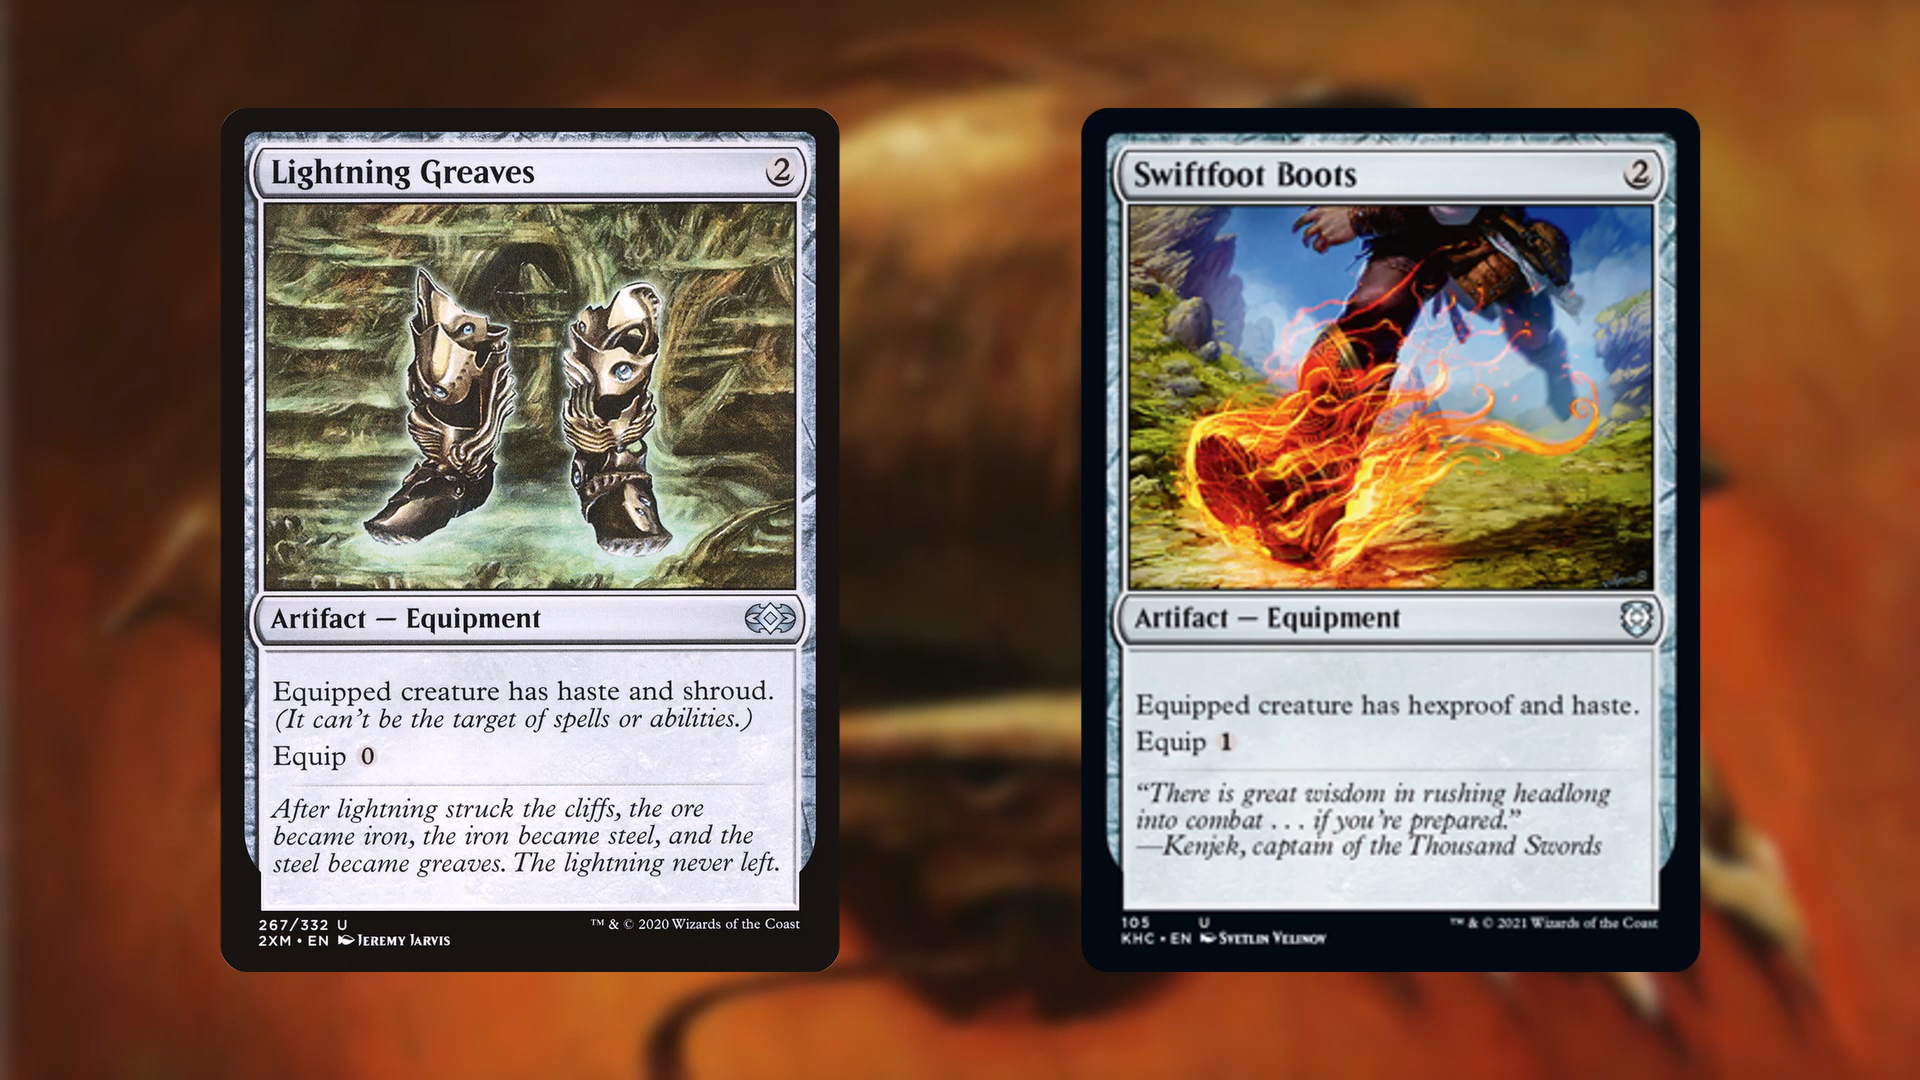 Lightning Greaves 2
Artifact — Equipment
Equipped creature has haste and shroud.
(It can't be the target of spells or abilities.)
Equip 0
After lightning struck the cliffs, the ore
became iron, the iron became steel, and the
steel became greaves. The lightning never left.
267/332 U
2XM • EN JEREMY JARVIS
™ & © 2020 Wizards of the Coast
Swiftfoot Boots 2
Artifact — Equipment
Equipped creature has hexproof and haste.
Equip 1
“There is great wisdom in rushing headlong
into combat . . . if you're prepared.”
—Kenjek, captain of the Thousand Swords
105 U
KHC • EN SVETLIN VELINOV
™ & © 2021 Wizards of the Coast